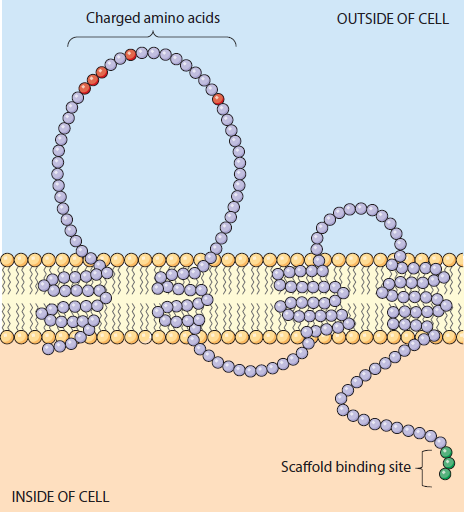 Charged amino acids
OUTSIDE OF CELL
Scaffold binding site
INSIDE OF CELL